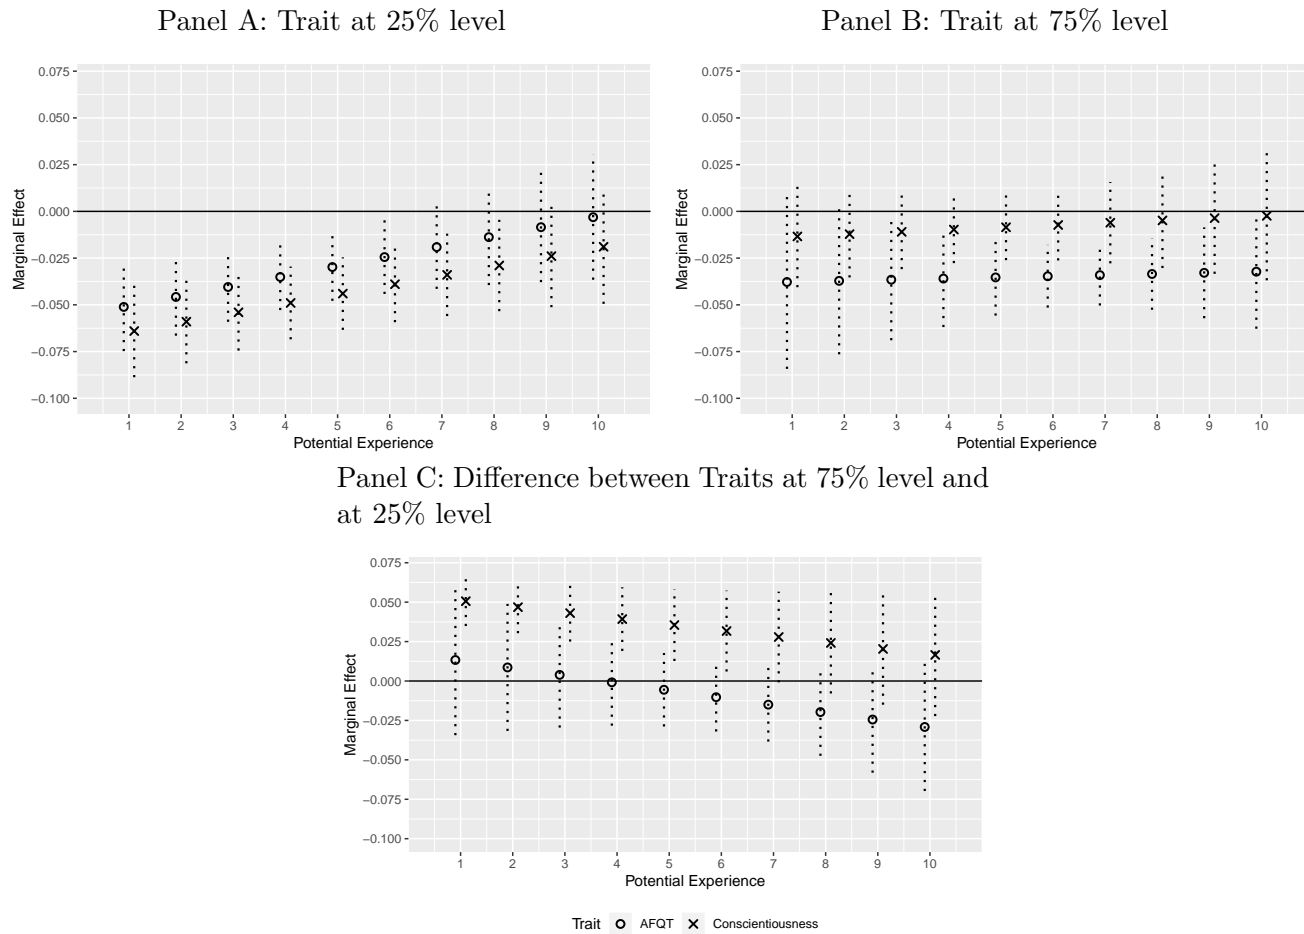 Panel A: Trait at 25% level
0.075
0.050
0.025
0.000
−0.025
−0.050
−0.075
−0.100
Marginal Effect
1 2 3 4 5 6 7 8 9 10
Potential Experience
Panel B: Trait at 75% level
0.075
0.050
0.025
0.000
−0.025
−0.050
−0.075
−0.100
Marginal Effect
1 2 3 4 5 6 7 8 9 10
Potential Experience
Panel C: Difference between Traits at 75% level and
at 25% level
0.075
0.050
0.025
0.000
−0.025
−0.050
−0.075
−0.100
Marginal Effect
1 2 3 4 5 6 7 8 9 10
Potential Experience
Trait AFQT Conscientiousness